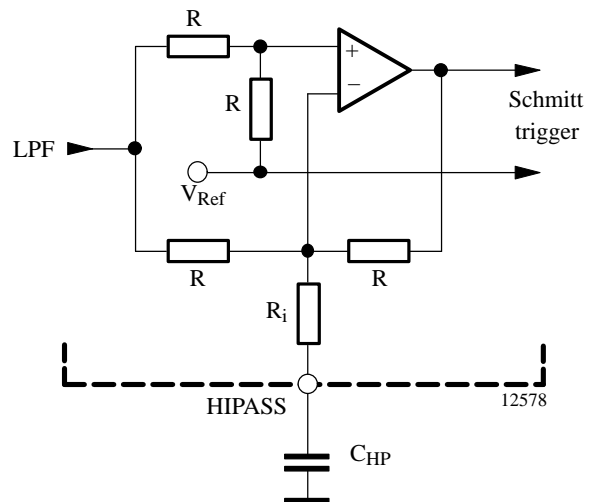 R
+
−
R
Schmitt
trigger
LPF
V_Ref
R
R
R_i
HIPASS
12578
C_HP